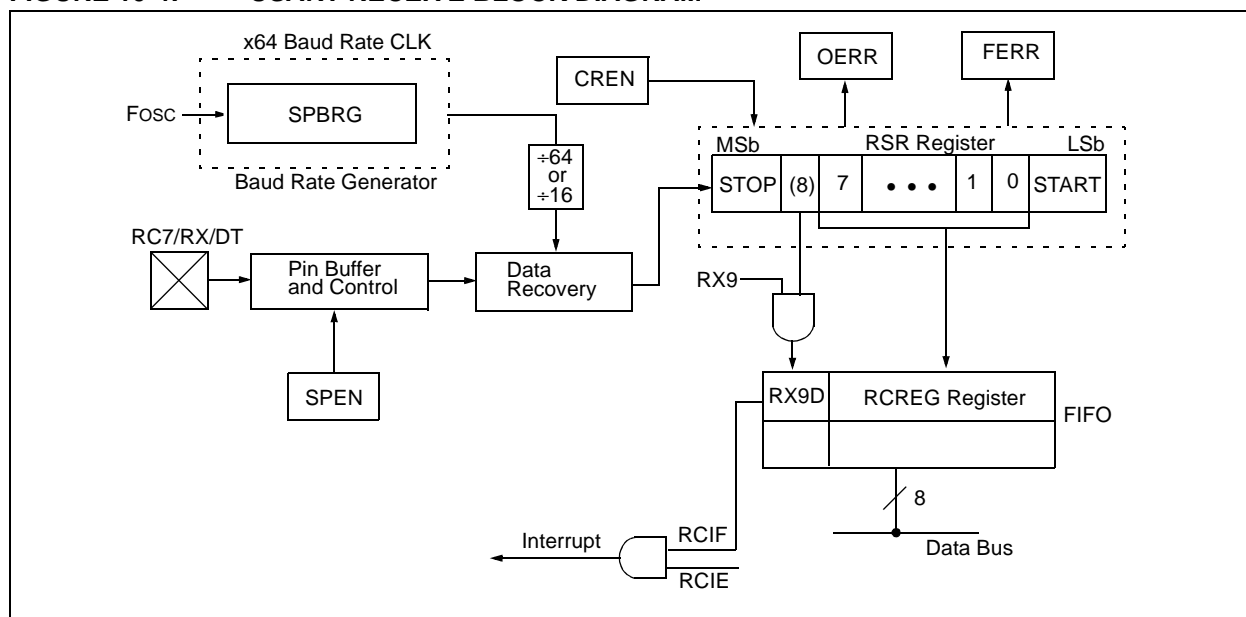 x64 Baud Rate CLK
OERR
FERR
CREN
FOSC
SPBRG
MSb
RSR Register
LSb
÷64
or
÷16
Baud Rate Generator
STOP
(8)
7
• • •
1
0
START
RC7/RX/DT
Pin Buffer
and Control
Data
Recovery
RX9
SPEN
RX9D
RCREG Register
FIFO
8
Interrupt
RCIF
Data Bus
RCIE